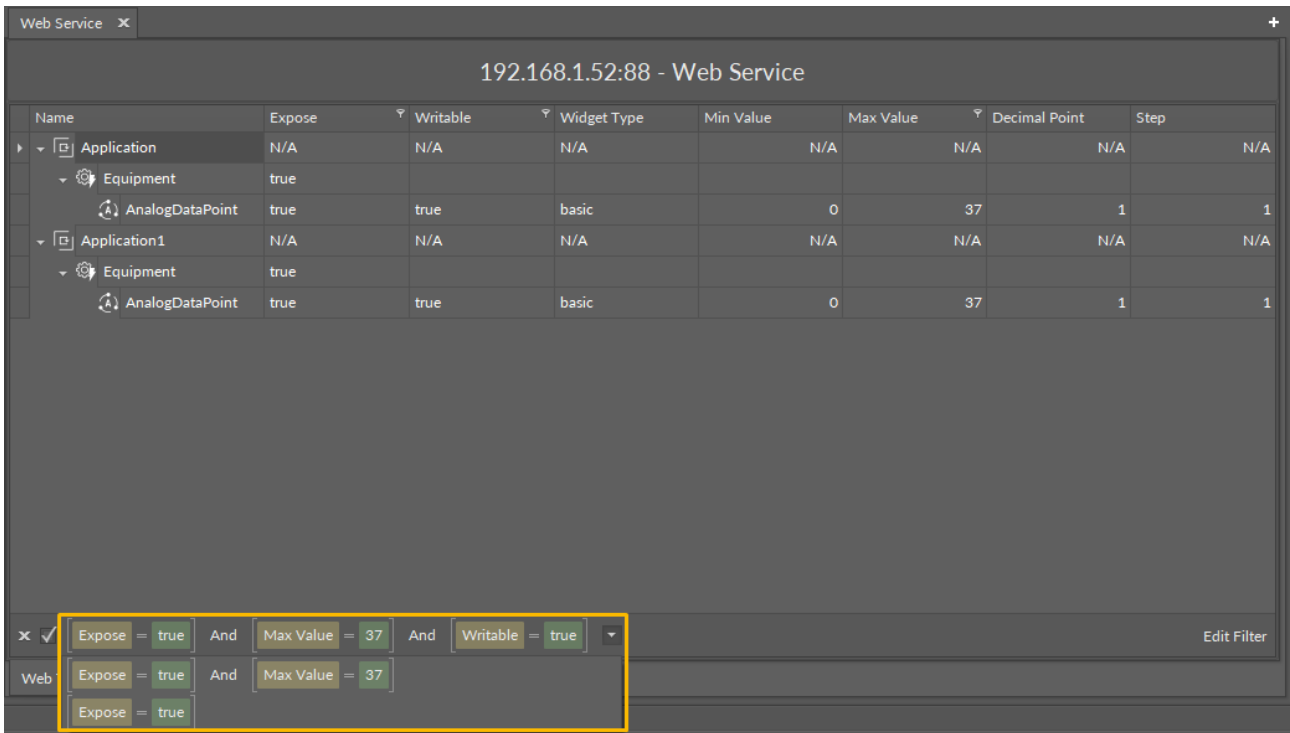 Web Service
192.168.1.52:88 - Web Service
Name Expose Writable Widget Type Min Value Max Value Decimal Point Step
Application N/A N/A N/A N/A N/A N/A N/A
Equipment true
AnalogDataPoint true true basic 0 37 1 1
Application1 N/A N/A N/A N/A N/A N/A N/A
Equipment true
AnalogDataPoint true true basic 0 37 1 1
Expose = true And Max Value = 37 And Writable = true Edit Filter
Web Expose = true And Max Value = 37
Expose = true